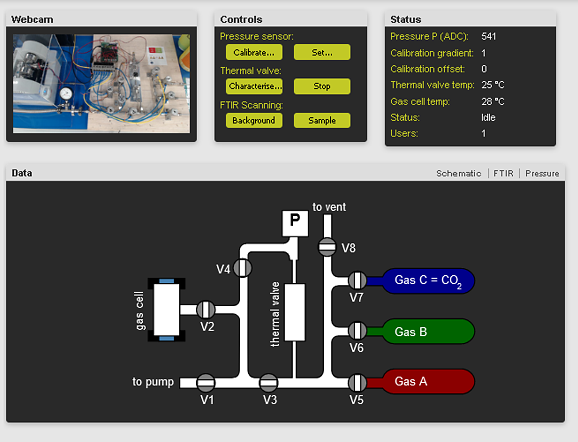 Webcam
Controls
Pressure sensor:
Calibrate...
Set...
Thermal valve:
Characterise...
Stop
FTIR Scanning:
Background
Sample
Status
Pressure P (ADC): 541
Calibration gradient: 1
Calibration offset: 0
Thermal valve temp: 25 °C
Gas cell temp: 28 °C
Status: Idle
Users: 1
Data
Schematic | FTIR | Pressure
to vent
P
V8
V4
Gas C = CO2
V7
gas cell
thermal valve
V2
Gas B
V6
to pump
Gas A
V1
V3
V5